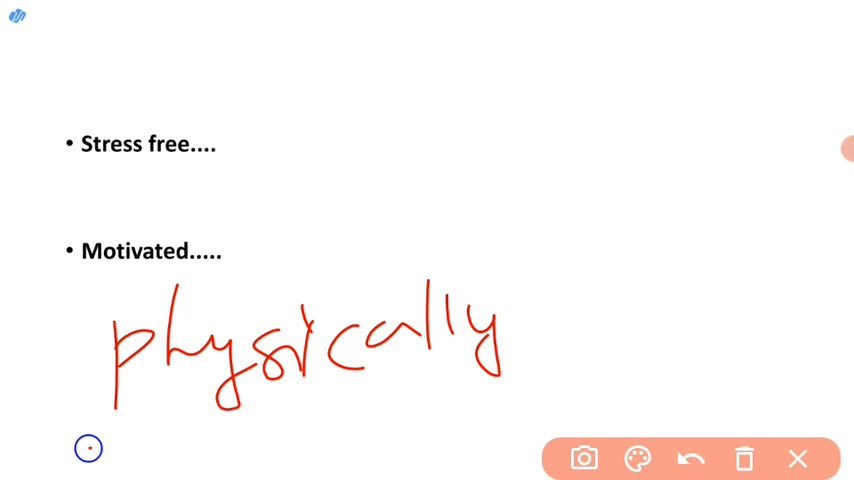 • Stress free....
• Motivated.....
physically